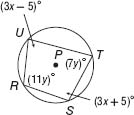 (3x – 5)°
U
P
T
(7y)°
R
(11y)°
(3x + 5)°
S